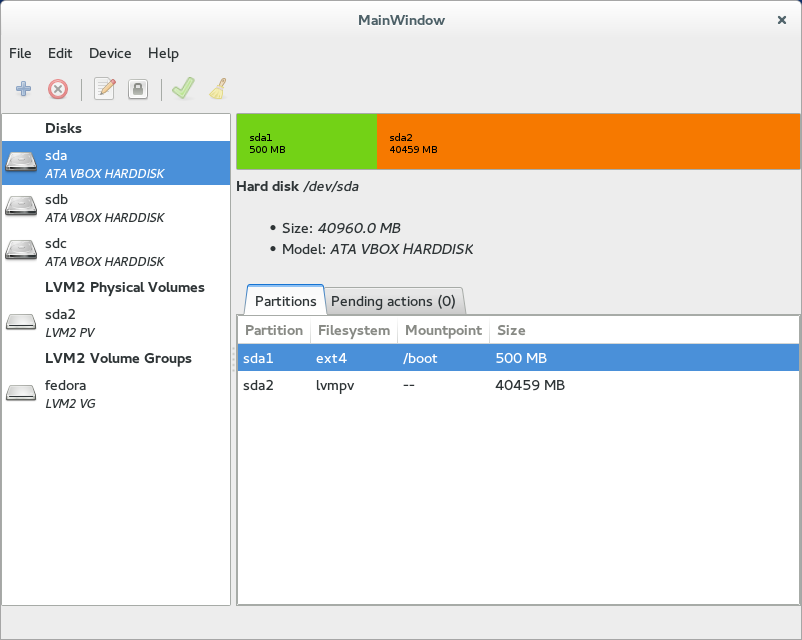 MainWindow
File Edit Device Help
Disks
sda
ATA VBOX HARDDISK
sdb
ATA VBOX HARDDISK
sdc
ATA VBOX HARDDISK
LVM2 Physical Volumes
sda2
LVM2 PV
LVM2 Volume Groups
fedora
LVM2 VG
sda1
500 MB
sda2
40459 MB
Hard disk /dev/sda
• Size: 40960.0 MB
• Model: ATA VBOX HARDDISK
Partitions Pending actions (0)
Partition Filesystem Mountpoint Size
sda1 ext4 /boot 500 MB
sda2 lvmpv -- 40459 MB